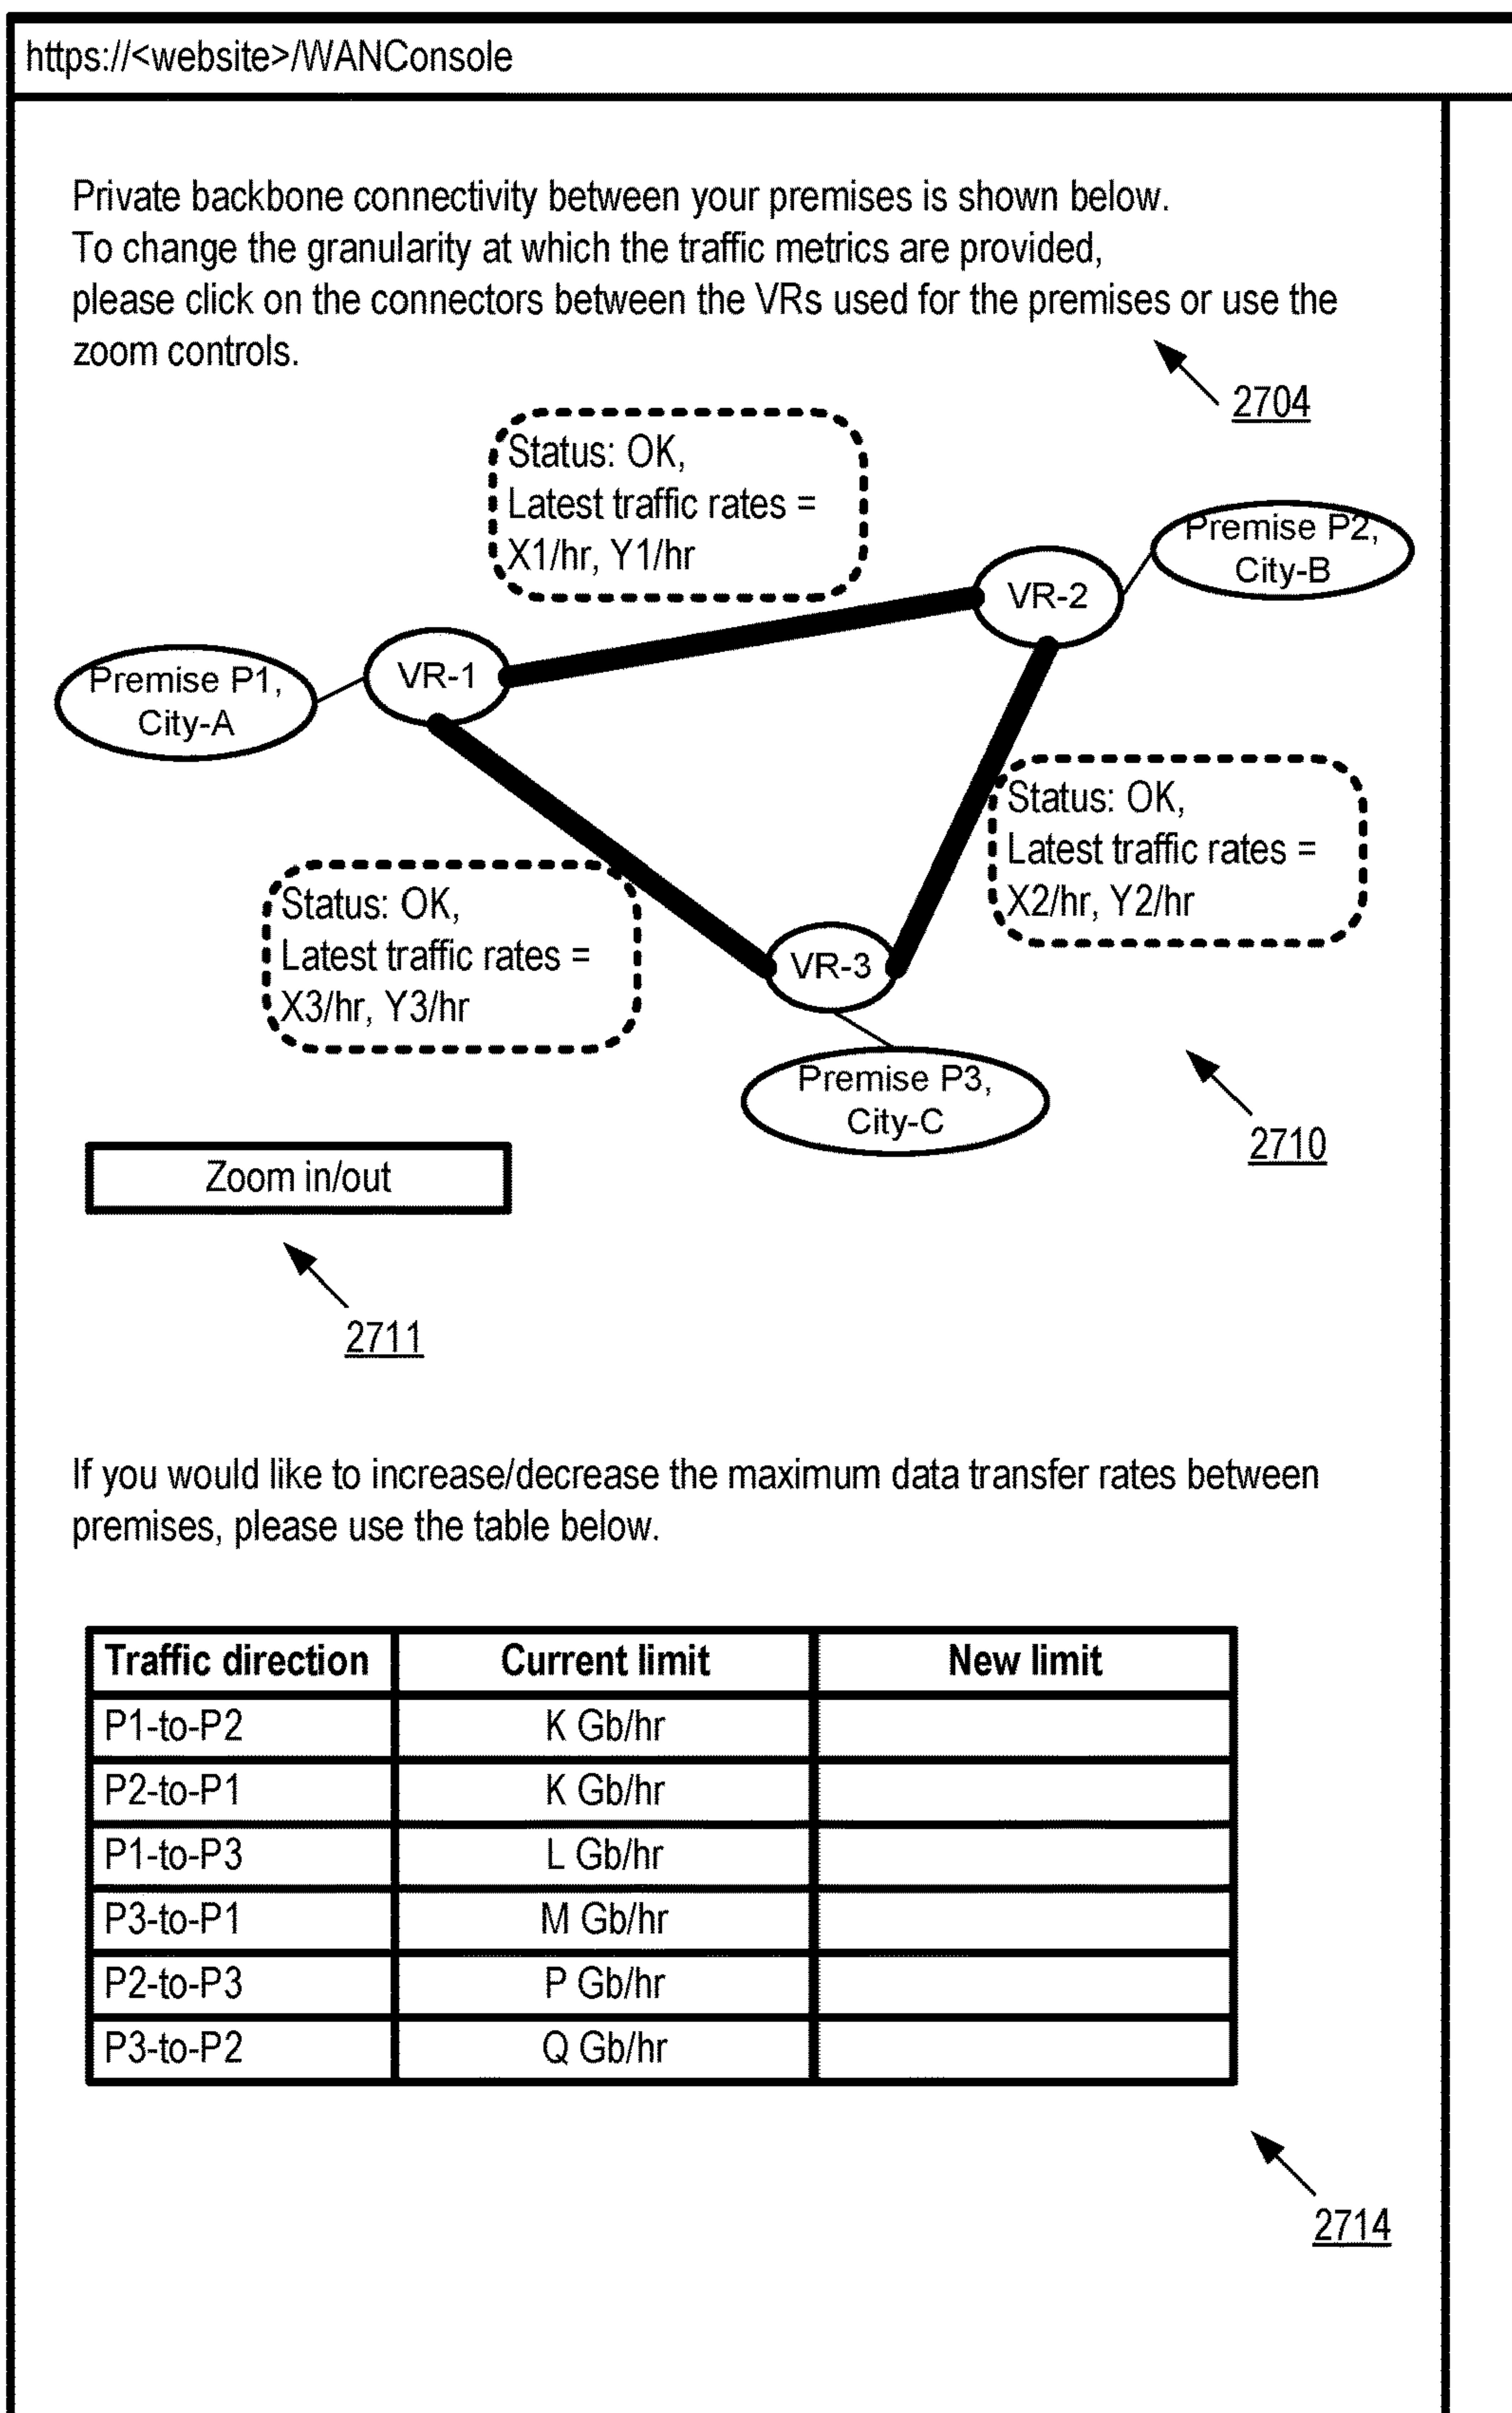 https://<website>/WANConsole
Private backbone connectivity between your premises is shown below.
To change the granularity at which the traffic metrics are provided,
please click on the connectors between the VRs used for the premises or use the
zoom controls.
2704
Status: OK,
Latest traffic rates =
X1/hr, Y1/hr
Premise P2,
City-B
VR-2
VR-1
Premise P1,
City-A
Status: OK,
Latest traffic rates =
X2/hr, Y2/hr
Status: OK,
Latest traffic rates =
X3/hr, Y3/hr
VR-3
Premise P3,
City-C
2710
Zoom in/out
2711
If you would like to increase/decrease the maximum data transfer rates between
premises, please use the table below.
Traffic direction Current limit New limit
P1-to-P2 K Gb/hr
P2-to-P1 K Gb/hr
P1-to-P3 L Gb/hr
P3-to-P1 M Gb/hr
P2-to-P3 P Gb/hr
P3-to-P2 Q Gb/hr
2714